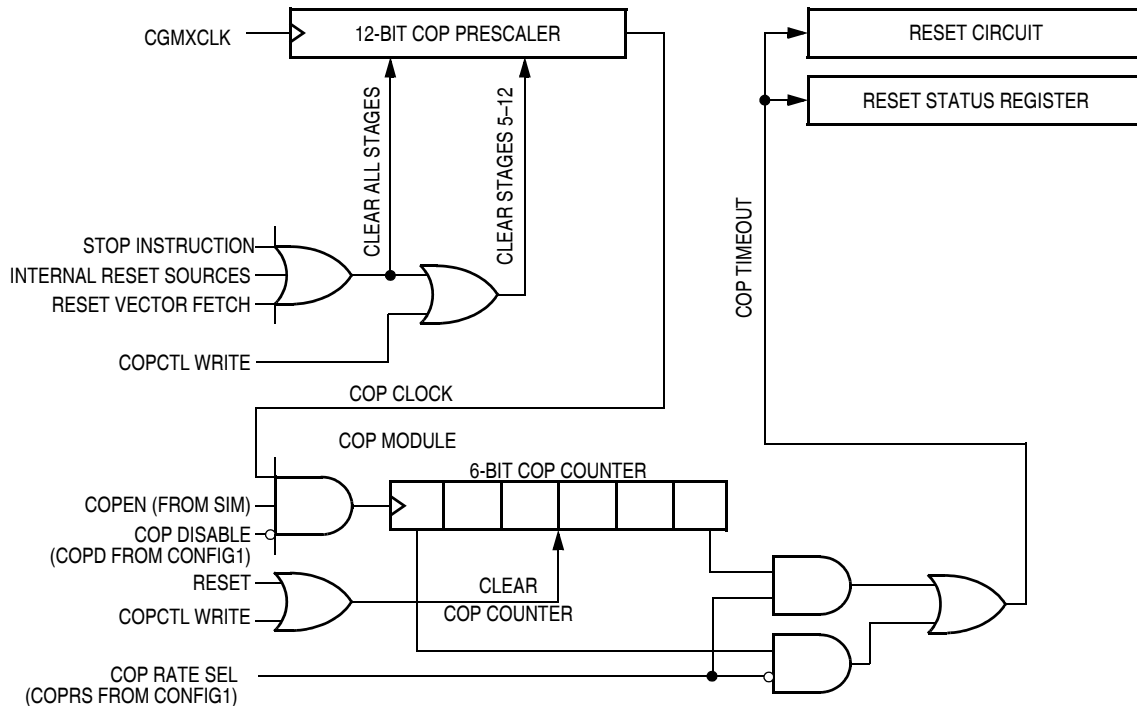 CGMXCLK
12-BIT COP PRESCALER
RESET CIRCUIT
RESET STATUS REGISTER
CLEAR ALL STAGES
CLEAR STAGES 5–12
COP TIMEOUT
STOP INSTRUCTION
INTERNAL RESET SOURCES
RESET VECTOR FETCH
COPCTL WRITE
COP CLOCK
COP MODULE
6-BIT COP COUNTER
COPEN (FROM SIM)
COP DISABLE
(COPD FROM CONFIG1)
RESET
COPCTL WRITE
CLEAR
COP COUNTER
COP RATE SEL
(COPRS FROM CONFIG1)